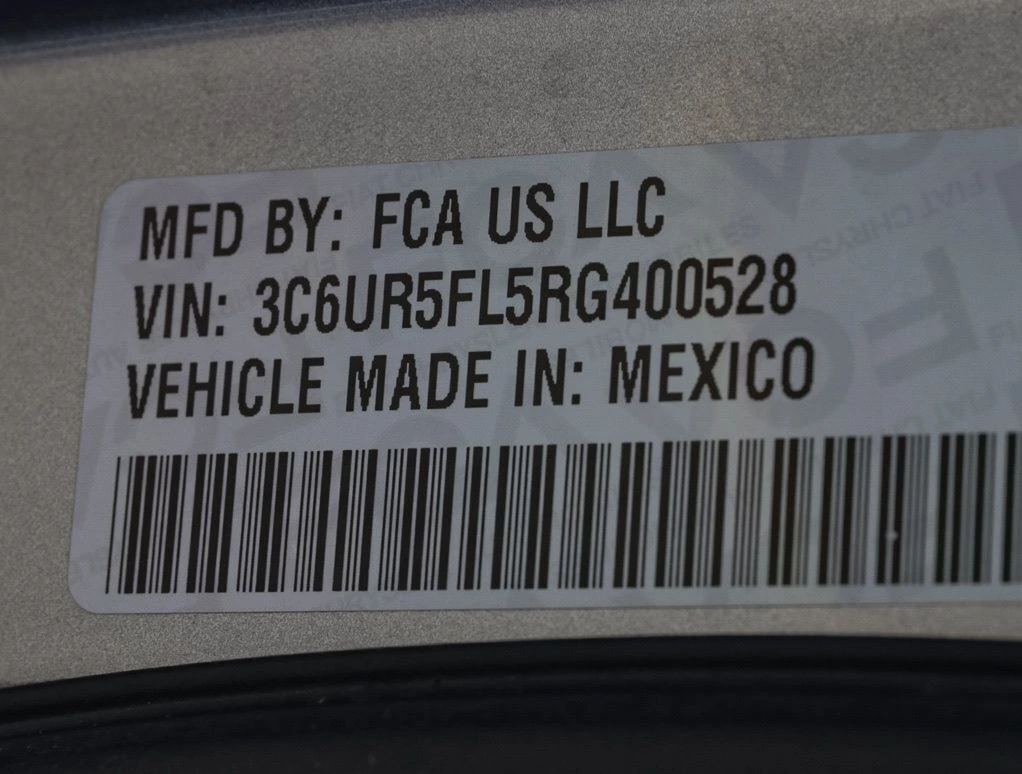 MFD BY: FCA US LLC
VIN: 3C6UR5FL5RG400528
VEHICLE MADE IN: MEXICO